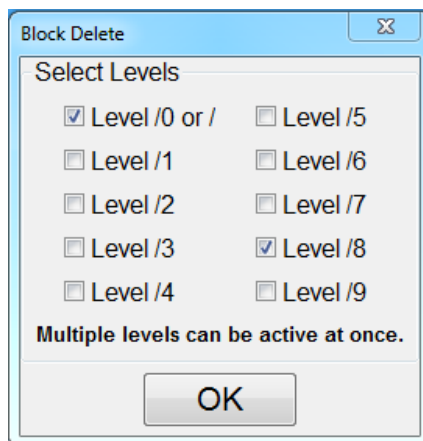 Block Delete
Select Levels
Level /0 or /
Level /5
Level /1
Level /6
Level /2
Level /7
Level /3
Level /8
Level /4
Level /9
Multiple levels can be active at once.
OK